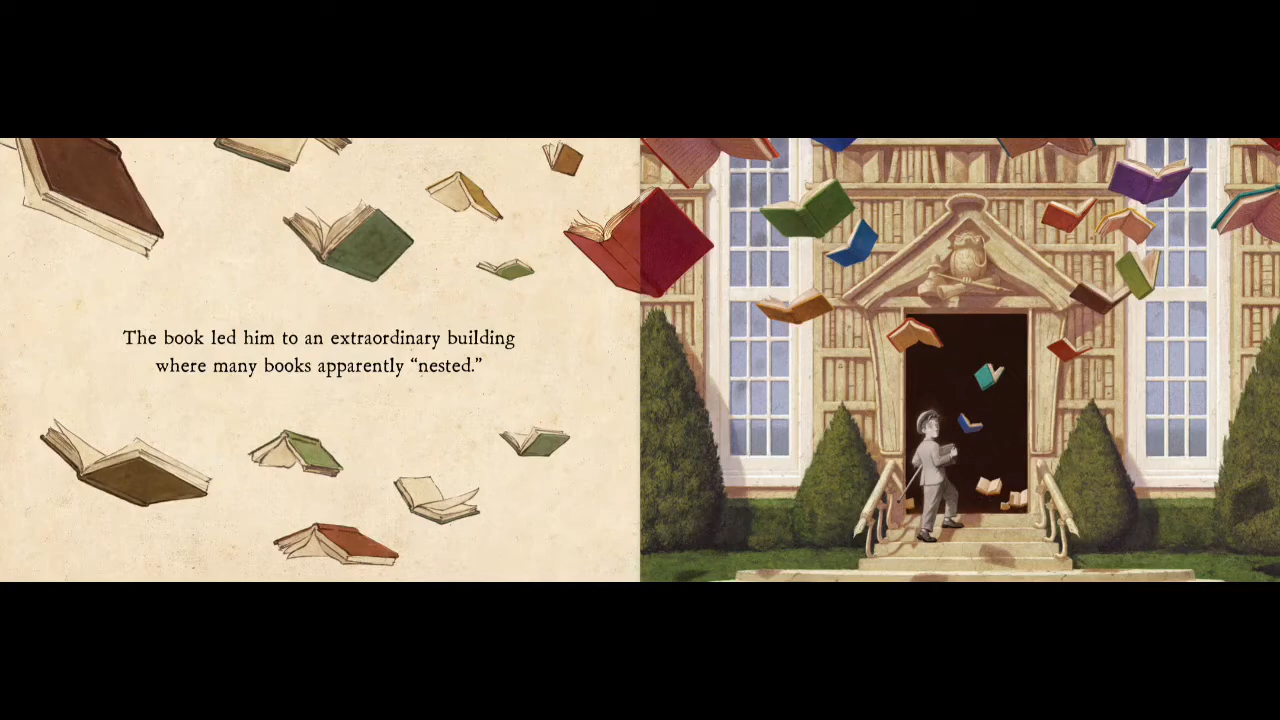 The book led him to an extraordinary building
where many books apparently “nested.”